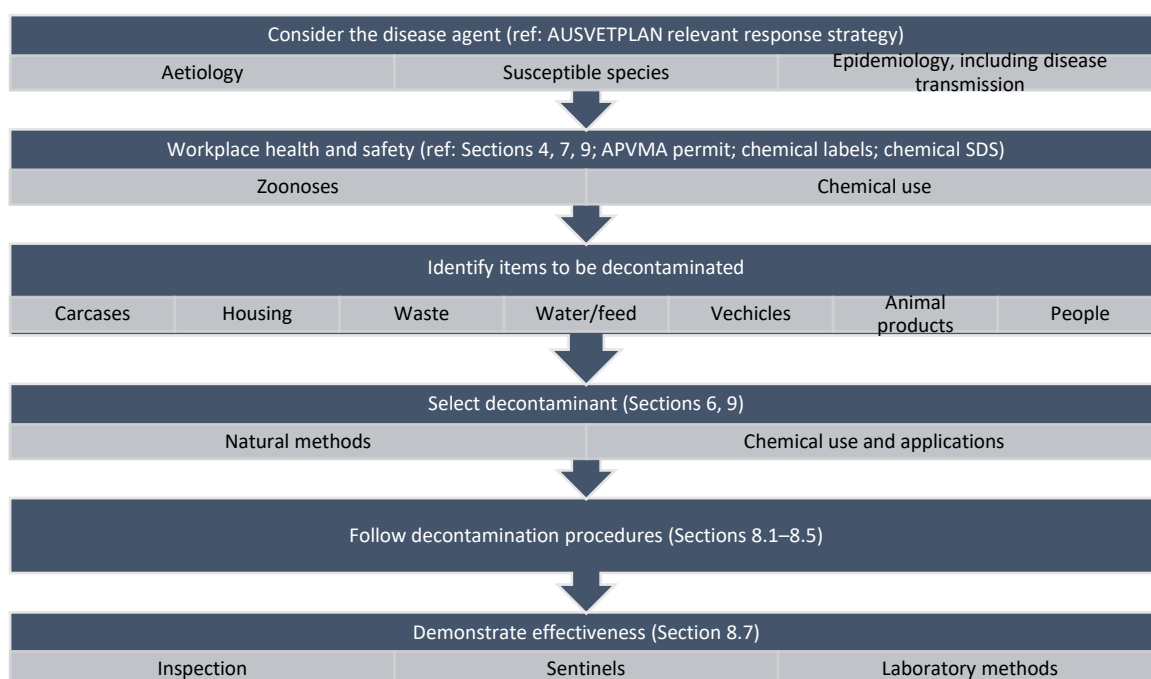 Consider the disease agent (ref: AUSVETPLAN relevant response strategy)
Aetiology
Susceptible species
Epidemiology, including disease
transmission
Workplace health and safety (ref: Sections 4, 7, 9; APVMA permit; chemical labels; chemical SDS)
Zoonoses
Chemical use
Identify items to be decontaminated
Carcases
Housing
Waste
Water/feed
Vechicles
Animal
products
People
Select decontaminant (Sections 6, 9)
Natural methods
Chemical use and applications
Follow decontamination procedures (Sections 8.1–8.5)
Demonstrate effectiveness (Section 8.7)
Inspection
Sentinels
Laboratory methods